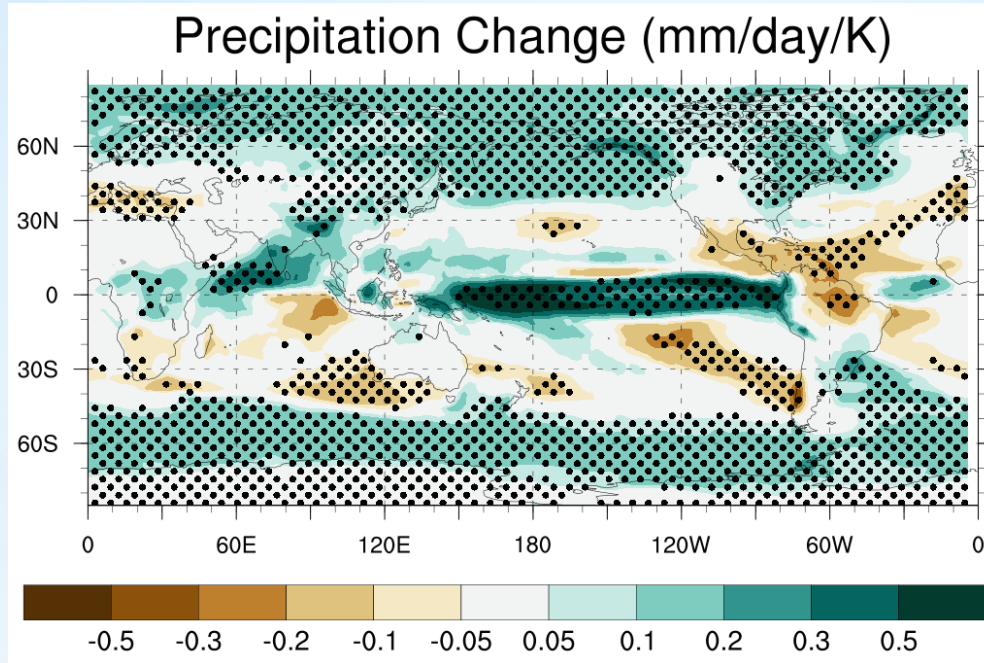 Precipitation Change (mm/day/K)
60N
30N
0
30S
60S
0 60E 120E 180 120W 60W 0
-0.5 -0.3 -0.2 -0.1 -0.05 0.05 0.1 0.2 0.3 0.5